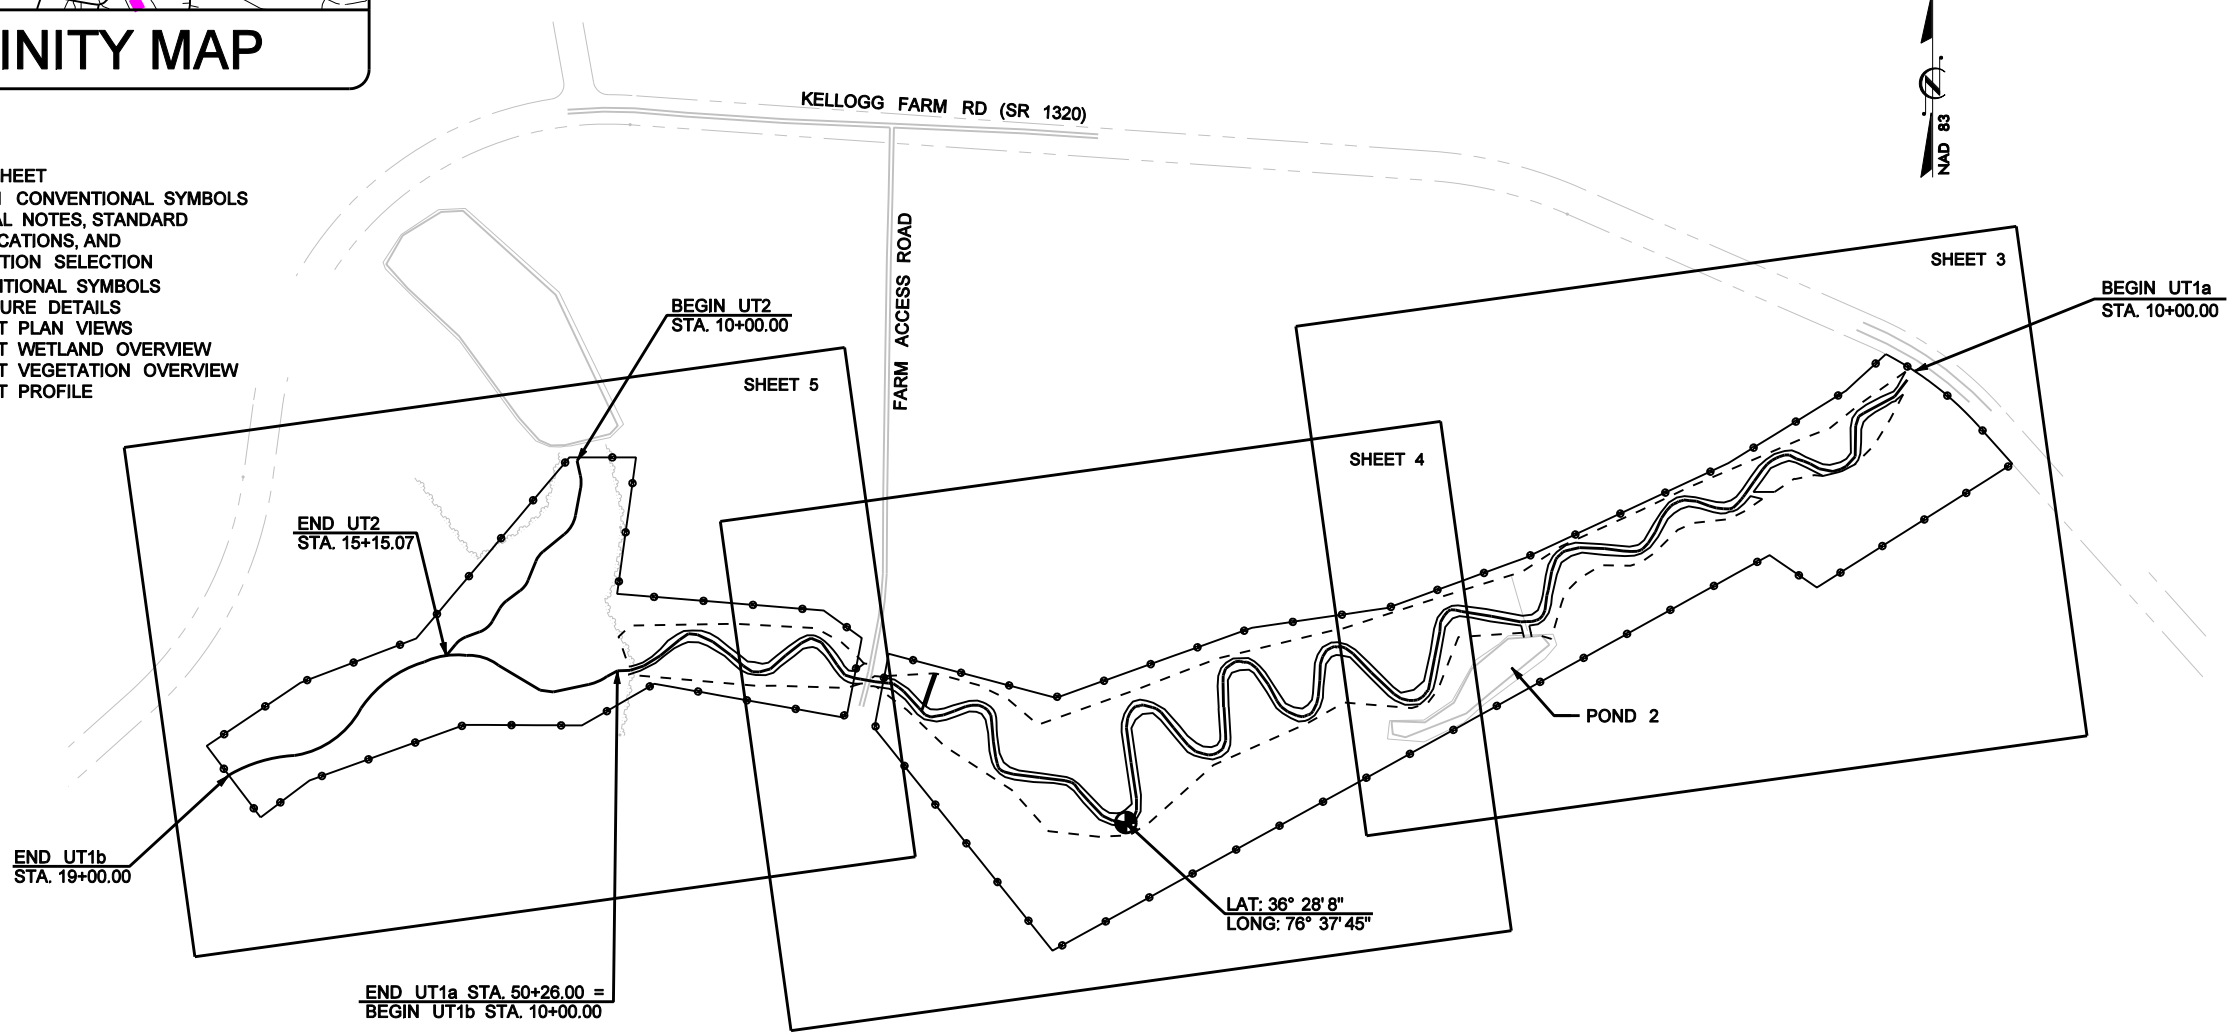 INITY MAP
HEET
CONVENTIONAL SYMBOLS
AL NOTES, STANDARD
CATIONS, AND
TION SELECTION
ITIONAL SYMBOLS
URE DETAILS
T PLAN VIEWS
T WETLAND OVERVIEW
T VEGETATION OVERVIEW
T PROFILE
KELLOGG FARM RD (SR 1320)
FARM ACCESS ROAD
NAD 83
SHEET 3
BEGIN UT1a
STA. 10+00.00
BEGIN UT2
STA. 10+00.00
SHEET 5
SHEET 4
END UT2
STA. 15+15.07
POND 2
END UT1b
STA. 19+00.00
LAT: 36° 28' 8"
LONG: 76° 37' 45"
END UT1a STA. 50+26.00 =
BEGIN UT1b STA. 10+00.00